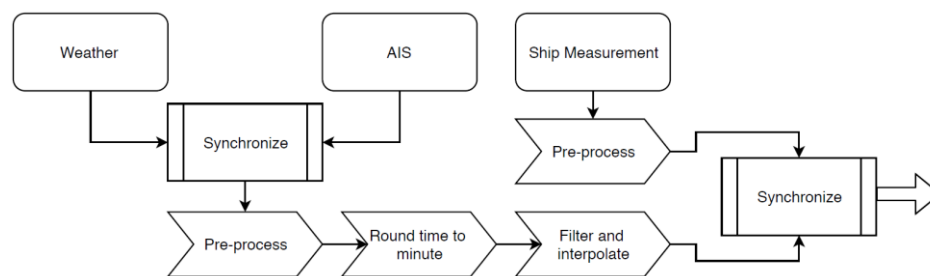 Weather
AIS
Ship Measurement
Synchronize
Pre-process
Synchronize
Pre-process
Round time to
minute
Filter and
interpolate